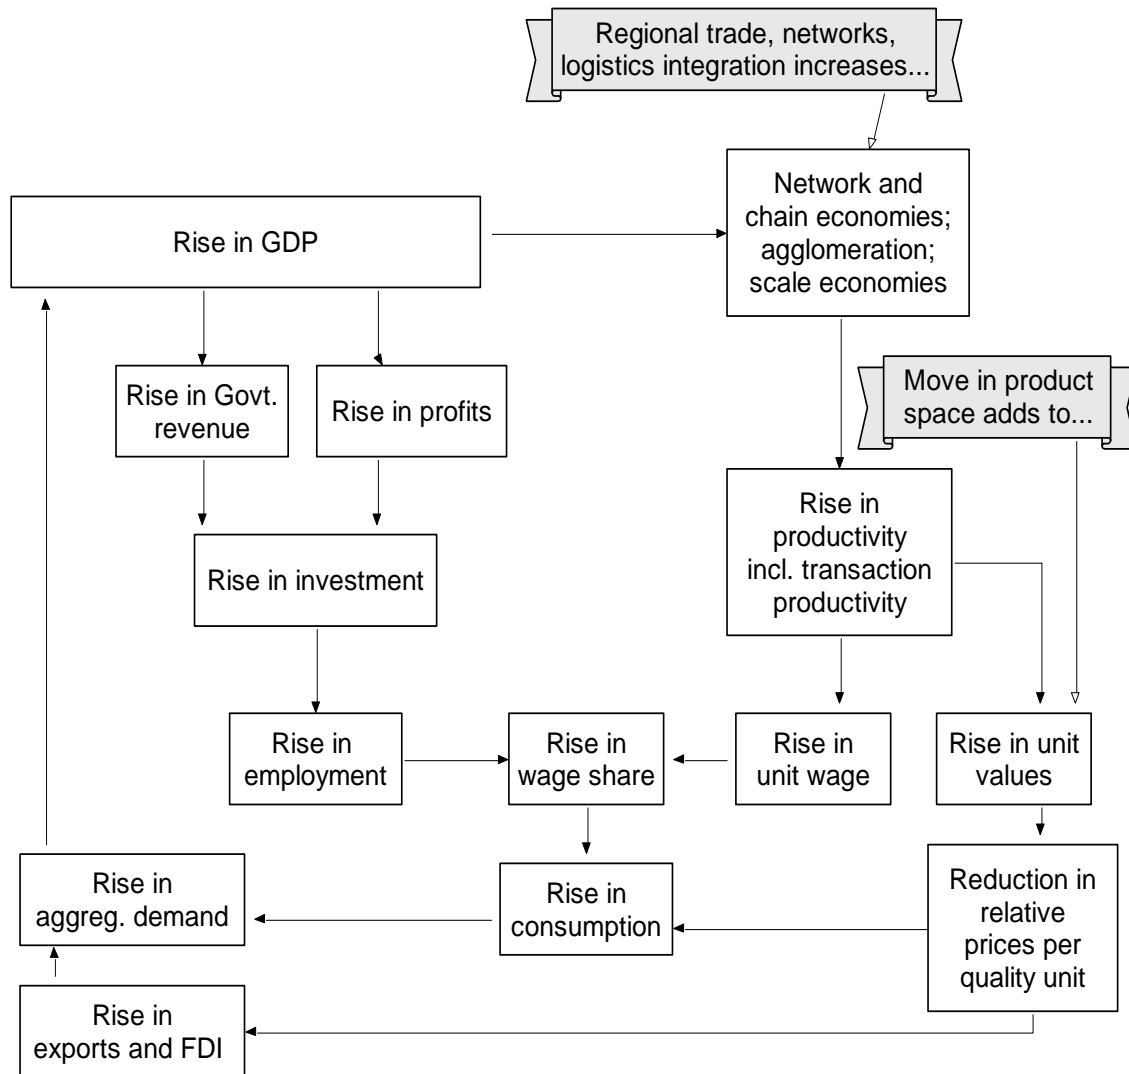 Regional trade, networks,
logistics integration increases...
Network and
chain economies;
agglomeration;
scale economies
Rise in GDP
Rise in Govt.
revenue
Rise in profits
Move in product
space adds to...
Rise in
productivity
incl. transaction
productivity
Rise in investment
Rise in
employment
Rise in
wage share
Rise in
unit wage
Rise in unit
values
Rise in
aggreg. demand
Rise in
consumption
Reduction in
relative
prices per
quality unit
Rise in
exports and FDI